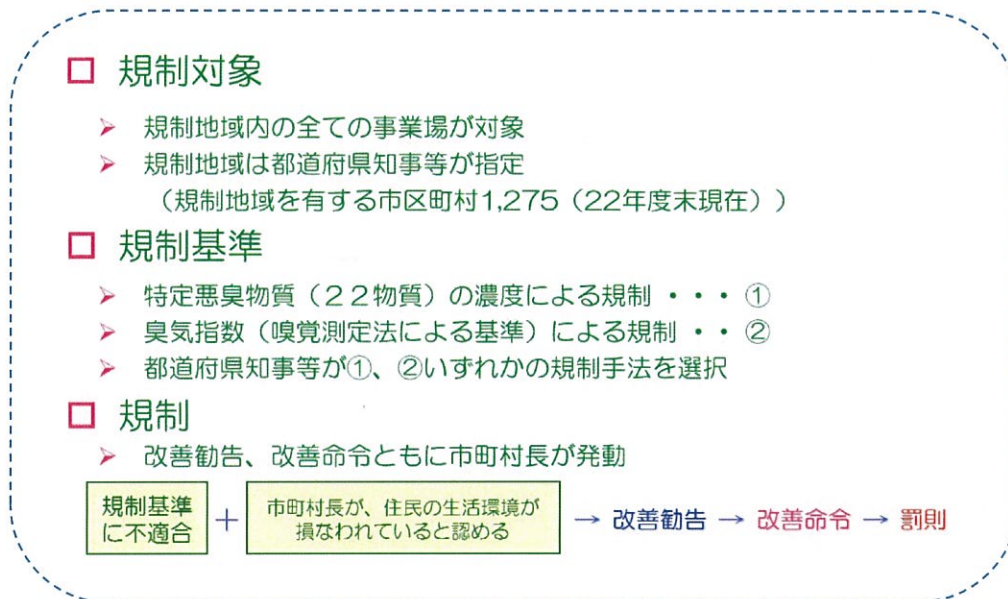 □ 規制対象
➢ 規制地域内の全ての事業場が対象
➢ 規制地域は都道府県知事等が指定
（規制地域を有する市区町村1,275（22年度末現在））
□ 規制基準
➢ 特定悪臭物質（２２物質）の濃度による規制 ・・・ ①
➢ 臭気指数（嗅覚測定法による基準）による規制 ・・ ②
➢ 都道府県知事等が①、②いずれかの規制手法を選択
□ 規制
➢ 改善勧告、改善命令ともに市町村長が発動
規制基準
に不適合
＋
市町村長が、住民の生活環境が
損なわれていると認める
→ 改善勧告 → 改善命令 → 罰則